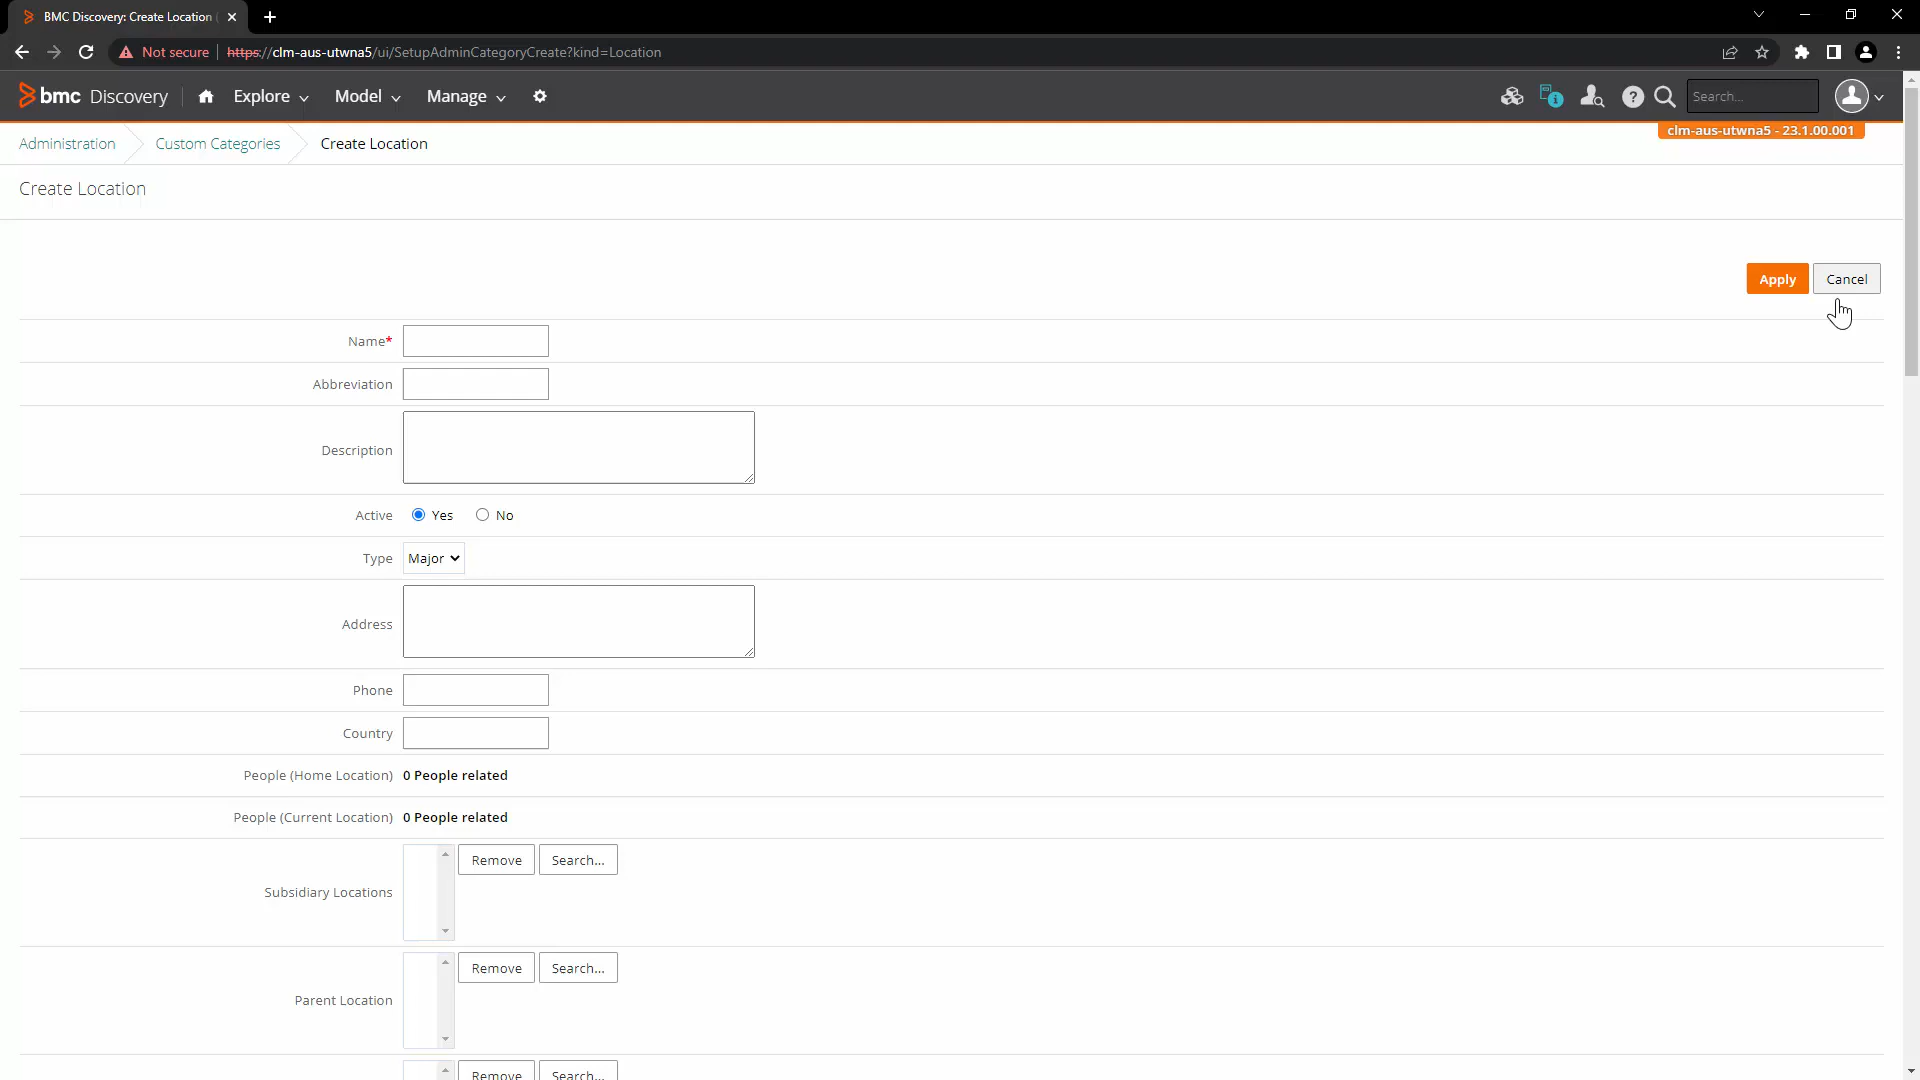 BMC Discovery: Create Location (
Not secure
https://clm-aus-utwna5/ui/SetupAdminCategoryCreate?kind=Location
bmc Discovery
Explore
Model
Manage
Search...
clm-aus-utwna5 - 23.1.00.001
Administration
Custom Categories
Create Location
Create Location
Apply
Cancel
Name*
Abbreviation
Description
Active
Yes
No
Type
Major
Address
Phone
Country
People (Home Location) 0 People related
People (Current Location) 0 People related
Subsidiary Locations
Remove
Search...
Parent Location
Remove
Search...
Remove
Search...